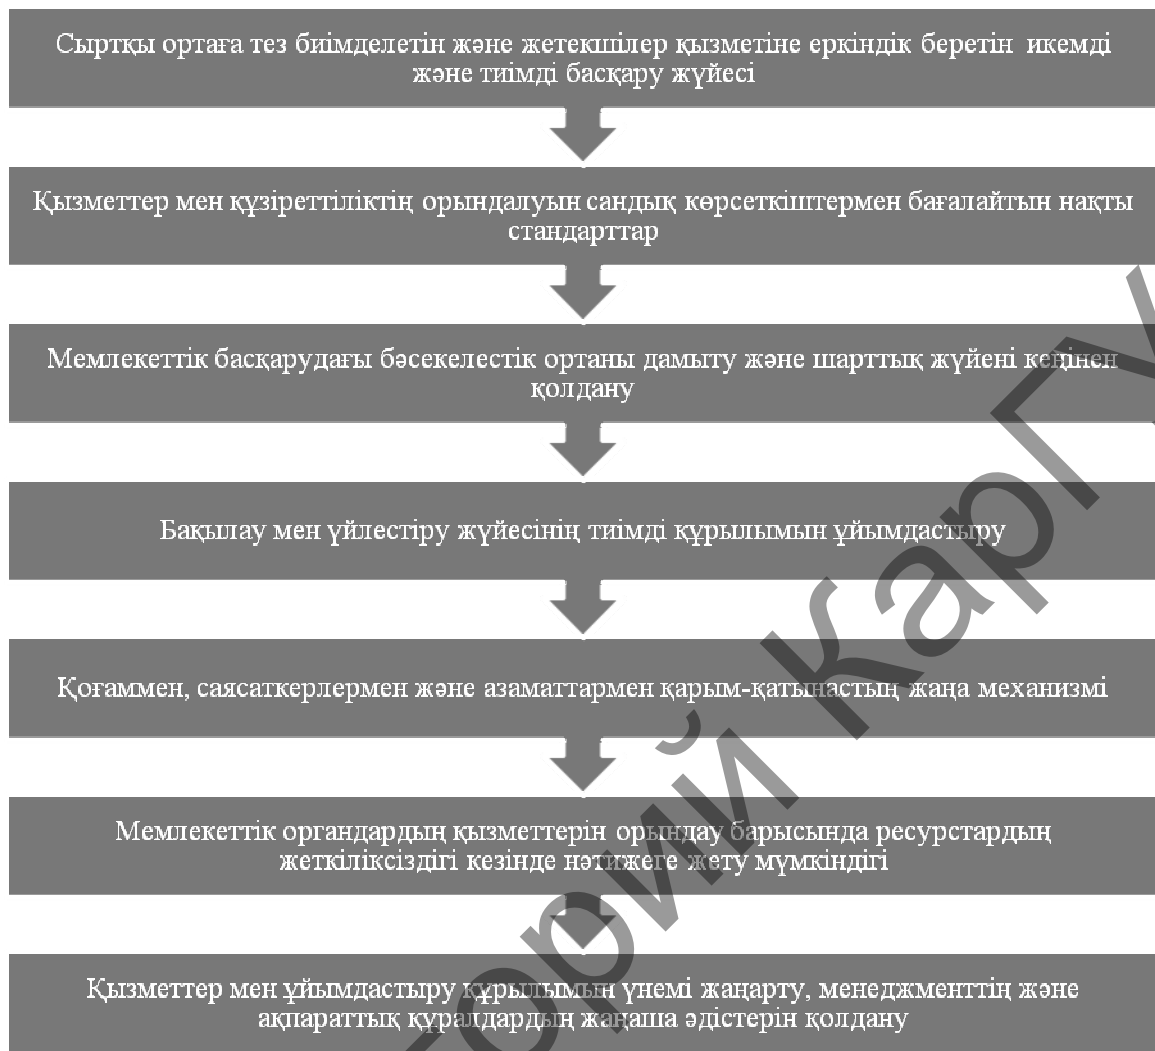 Сыртқы ортаға тез биімделетін және жетекшілер қызметіне еркіндік беретін икемді
және тиімді басқару жүйесі
Қызметтер мен құзіреттіліктің орындалуын сандық көрсеткіштермен бағалайтын нақты
стандарттар
Мемлекеттік басқарудағы бәсекелестік ортаны дамыту және шарттық жүйені кеңінен
қолдану
Бақылау мен үйлестіру жүйесінің тиімді құрылымын ұйымдастыру
Қоғаммен, саясаткерлермен және азаматтармен қарым-қатынастың жаңа механизмі
Мемлекеттік органдардың қызметтерін орындау барысында ресурстардың
жеткіліксіздігі кезінде нәтижеге жету мүмкіндігі
Қызметтер мен ұйымдастыру құрылымын үнемі жаңарту, менеджменттің және
ақпараттық құралдардың жаңаша әдістерін қолдану
торий КарГУ